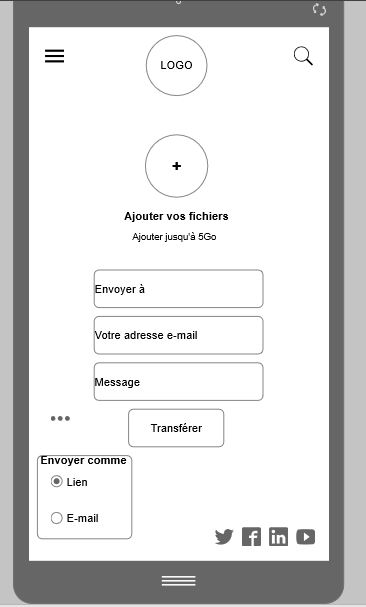 LOGO
+
Ajouter vos fichiers
Ajouter jusqu'à 5Go
Envoyer à
Votre adresse e-mail
Message
Transférer
Envoyer comme
Lien
E-mail